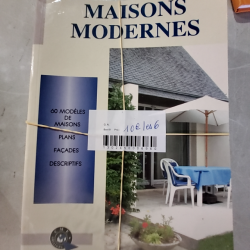 MAISONS
MODERNES
60 MODÈLES
DE
MAISONS
PLANS
FAÇADES
DESCRIPTIFS